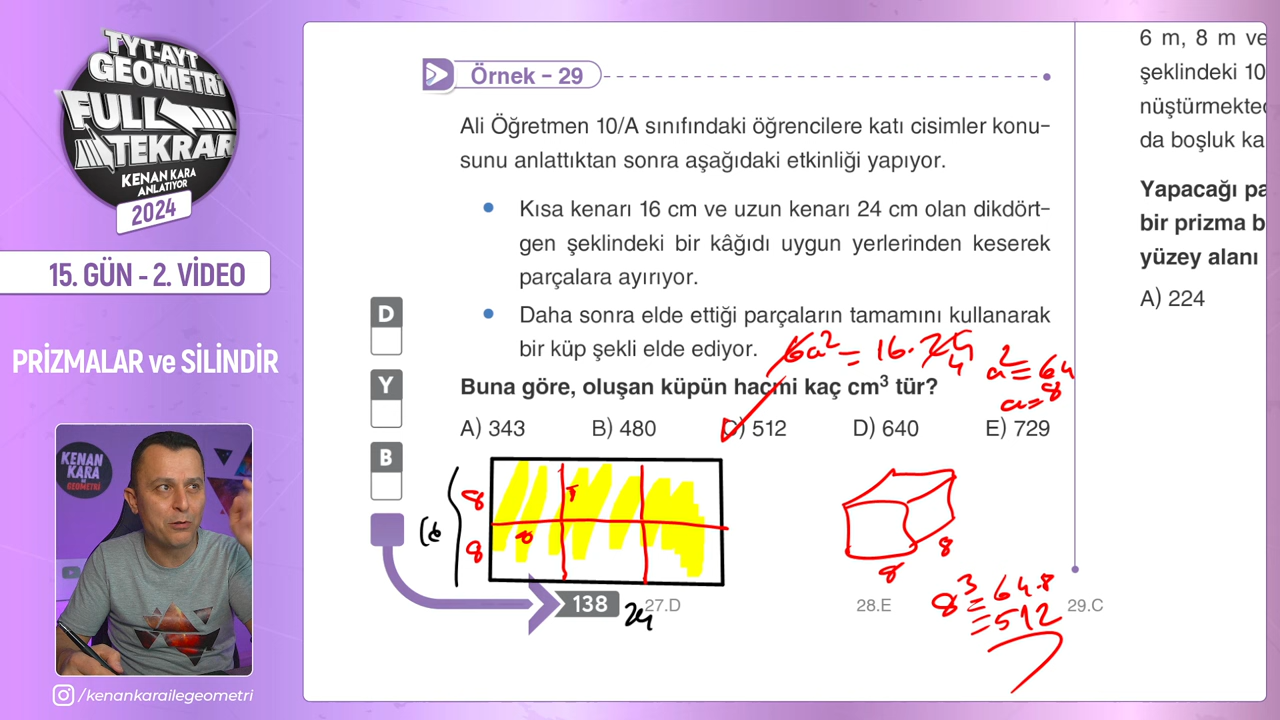 TYT-AYT
GEOMETRİ
FULL
TEKRAR
KENAN KARA
ANLATIYOR
2024
15. GÜN - 2. VİDEO
PRİZMALAR ve SİLİNDİR
KENAN
KARA
GEOMETRİ
/kenankarailegeometri
Örnek – 29
Ali Öğretmen 10/A sınıfındaki öğrencilere katı cisimler konu-
sunu anlattıktan sonra aşağıdaki etkinliği yapıyor.
Kısa kenarı 16 cm ve uzun kenarı 24 cm olan dikdört-
gen şeklindeki bir kâğıdı uygun yerlerinden keserek
parçalara ayırıyor.
Daha sonra elde ettiği parçaların tamamını kullanarak
bir küp şekli elde ediyor.
6a² = 16.24
4
a² = 64
a = 8
Buna göre, oluşan küpün hacmi kaç cm³ tür?
A) 343 B) 480 C) 512 D) 640 E) 729
D
Y
B
8
8
16
8
24
8
8
8³ = 64.8
= 512
138
27.D 28.E 29.C
6 m, 8 m ve
şeklindeki 10
nüştürmekted
da boşluk ka
Yapacağı pa
bir prizma b
yüzey alanı
A) 224